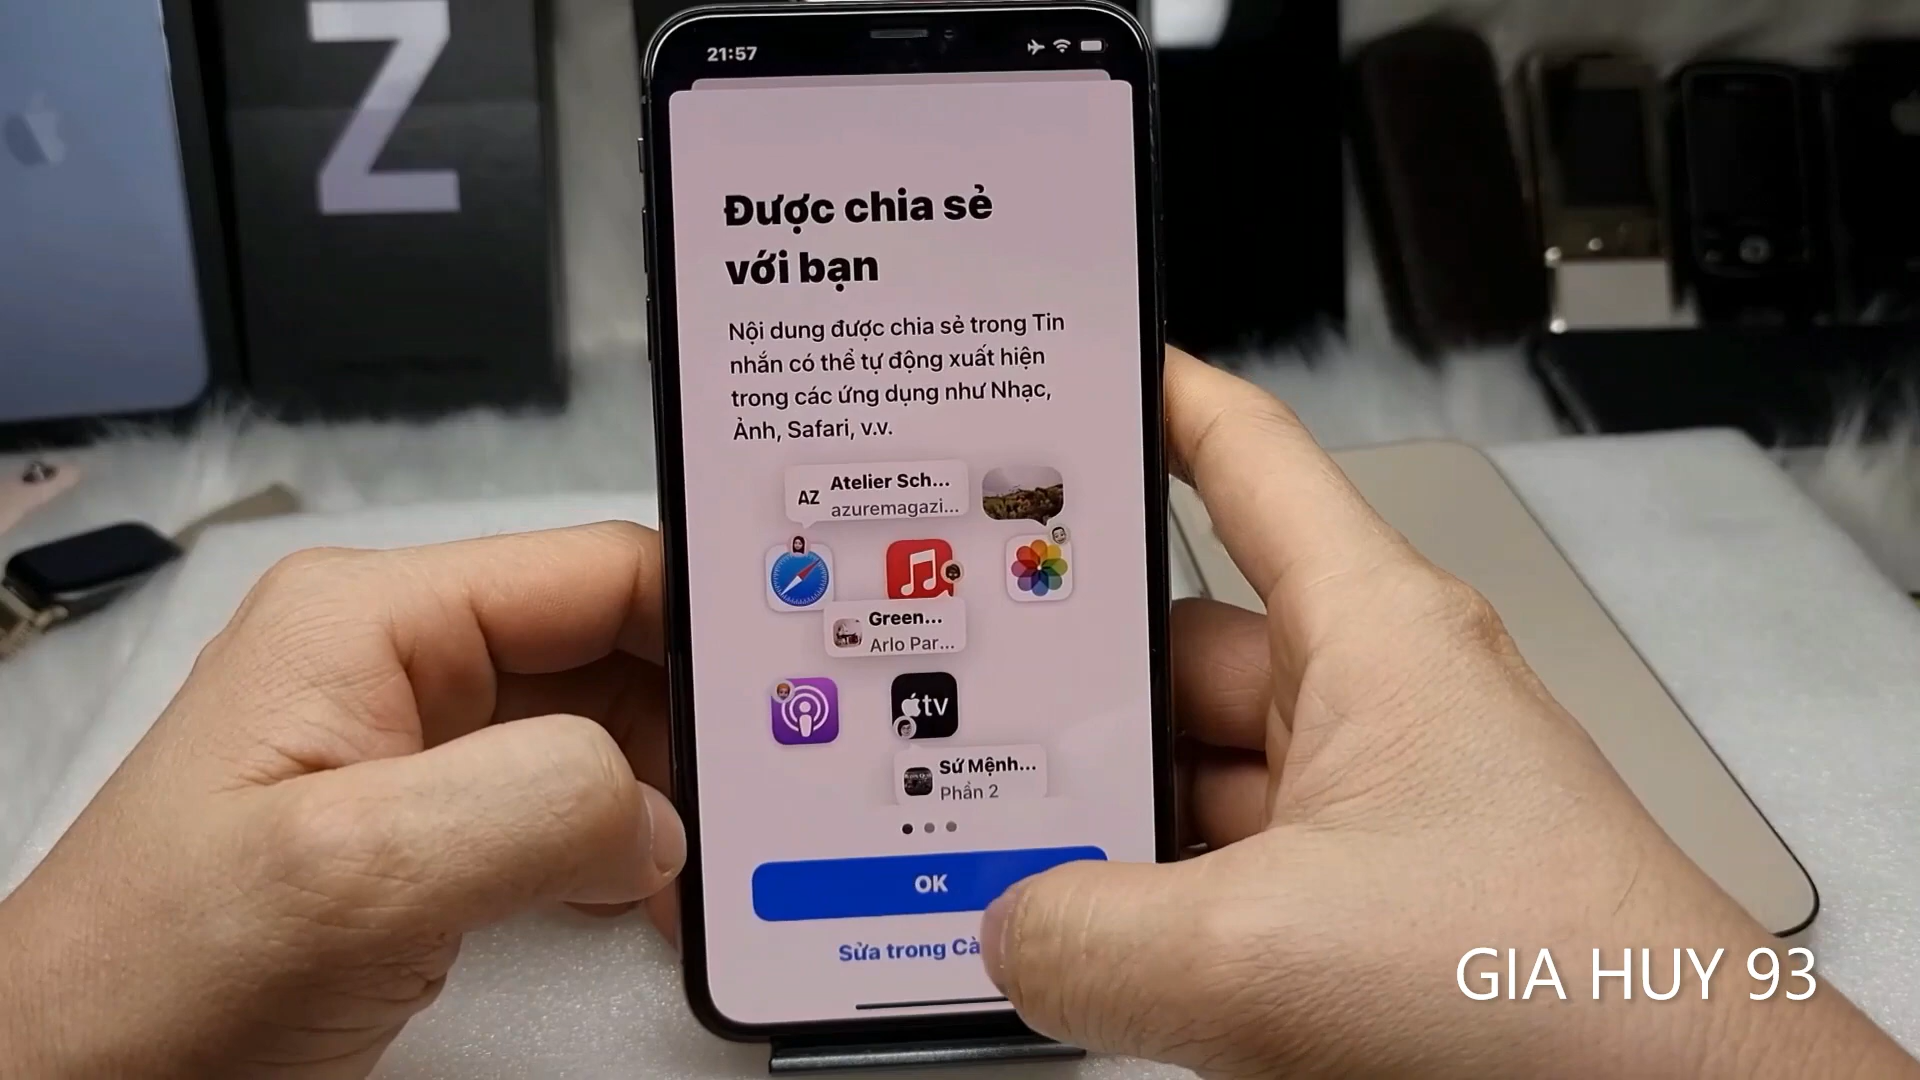 Z
21:57
Được chia sẻ
với bạn
Nội dung được chia sẻ trong Tin
nhắn có thể tự động xuất hiện
trong các ứng dụng như Nhạc,
Ảnh, Safari, v.v.
AZ
Atelier Sch...
azuremagazi...
Green...
Arlo Par...
tv
Sứ Mệnh...
Phần 2
OK
Sửa trong Cà
GIA HUY 93